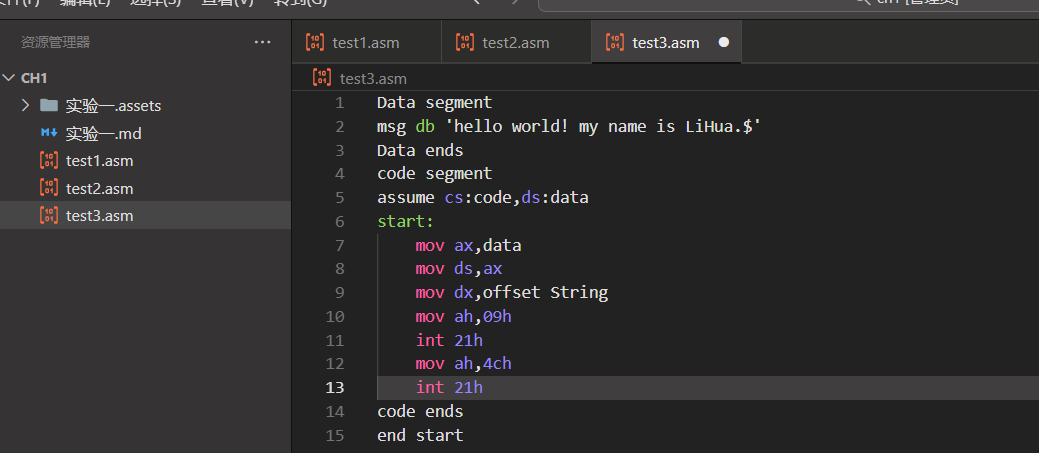 文件(F) 编辑(E) 选择(S) 查看(V) 转到(G) ch1 [管理员]
资源管理器 ··· test1.asm test2.asm test3.asm
CH1 test3.asm
实验一.assets
实验一.md
test1.asm
test2.asm
test3.asm
1 Data segment
2 msg db 'hello world! my name is LiHua.$'
3 Data ends
4 code segment
5 assume cs:code,ds:data
6 start:
7 mov ax,data
8 mov ds,ax
9 mov dx,offset String
10 mov ah,09h
11 int 21h
12 mov ah,4ch
13 int 21h
14 code ends
15 end start